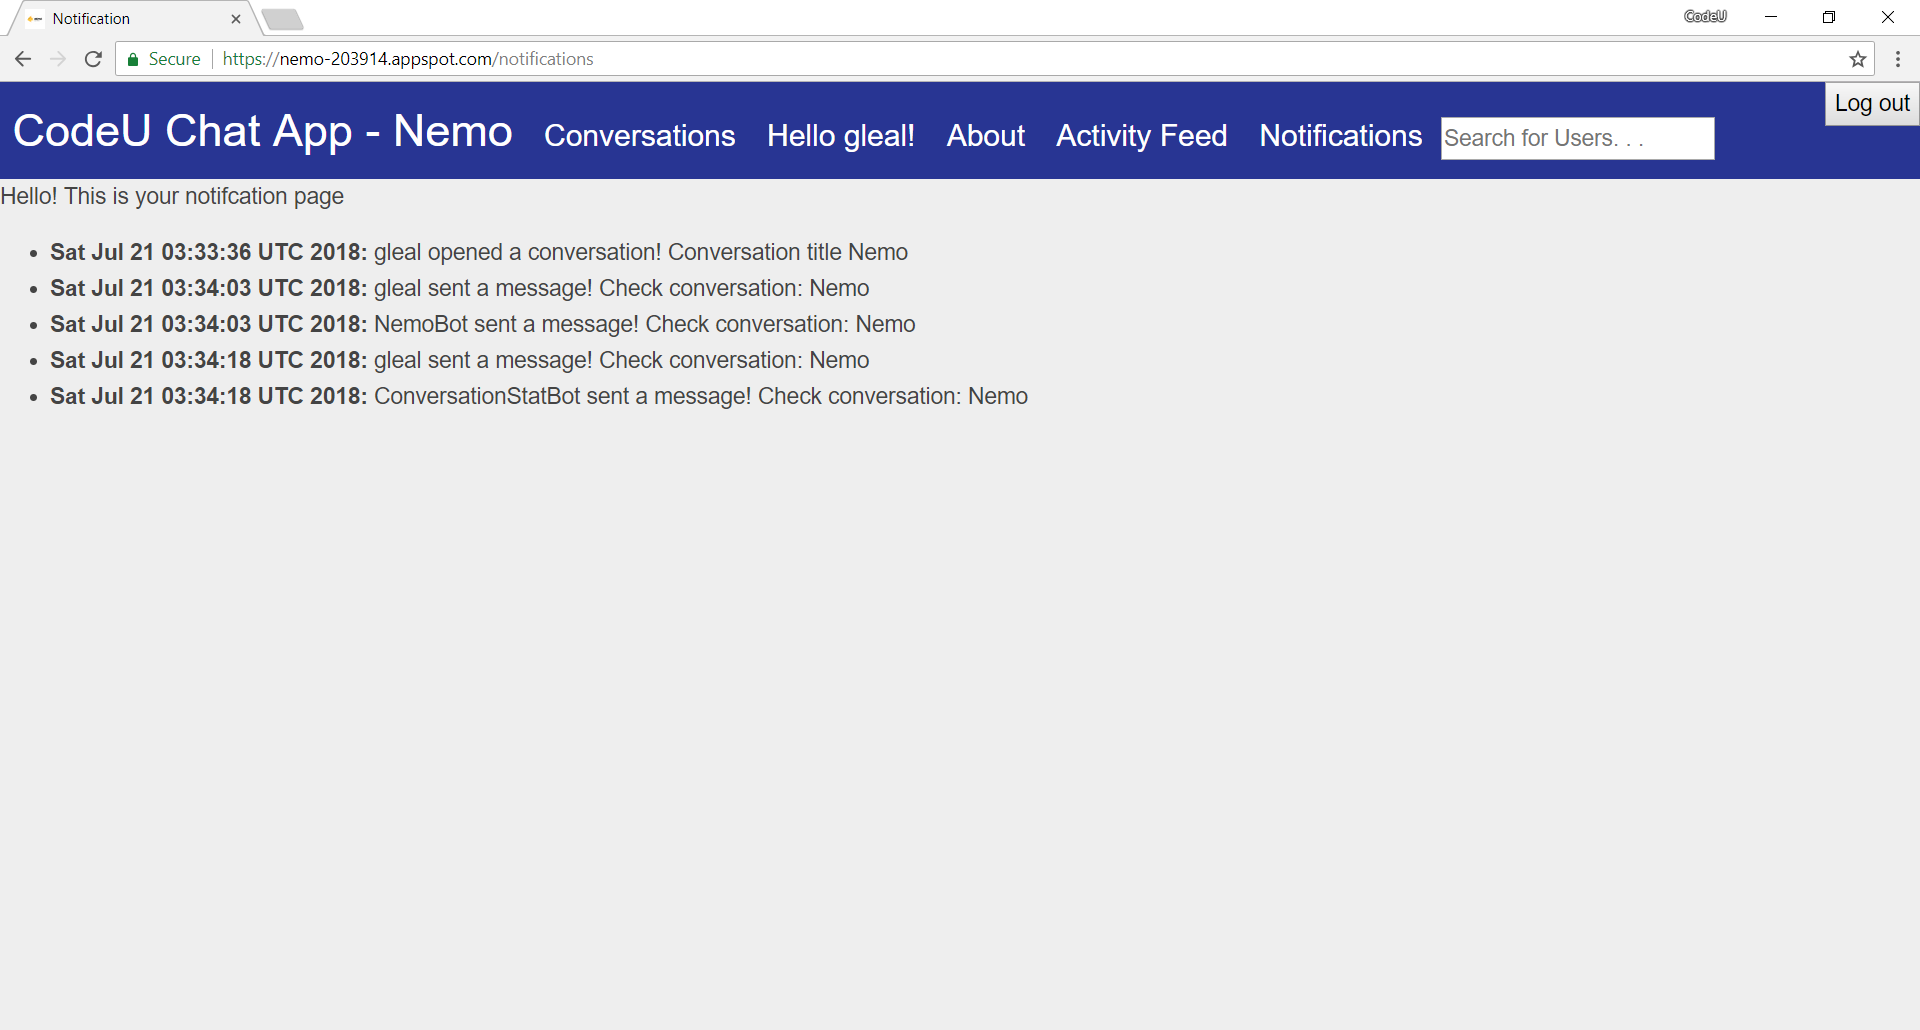 Notification
CodeU
Secure https://nemo-203914.appspot.com/notifications
Log out
CodeU Chat App - Nemo Conversations Hello gleal! About Activity Feed Notifications Search for Users. . .
Hello! This is your notifcation page
• Sat Jul 21 03:33:36 UTC 2018: gleal opened a conversation! Conversation title Nemo
• Sat Jul 21 03:34:03 UTC 2018: gleal sent a message! Check conversation: Nemo
• Sat Jul 21 03:34:03 UTC 2018: NemoBot sent a message! Check conversation: Nemo
• Sat Jul 21 03:34:18 UTC 2018: gleal sent a message! Check conversation: Nemo
• Sat Jul 21 03:34:18 UTC 2018: ConversationStatBot sent a message! Check conversation: Nemo